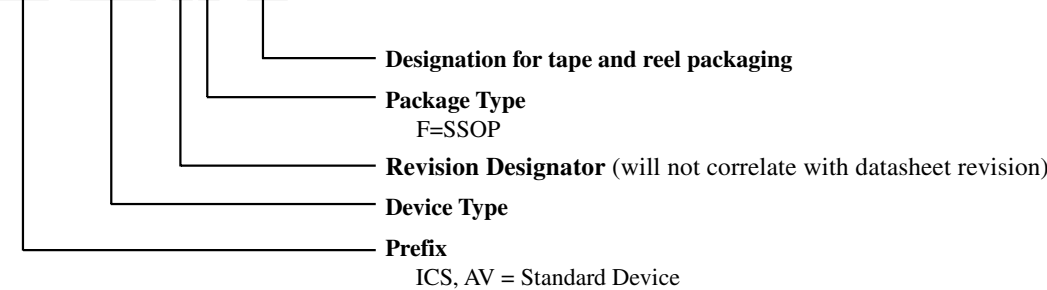 Designation for tape and reel packaging
Package Type
F=SSOP
Revision Designator (will not correlate with datasheet revision)
Device Type
Prefix
ICS, AV = Standard Device